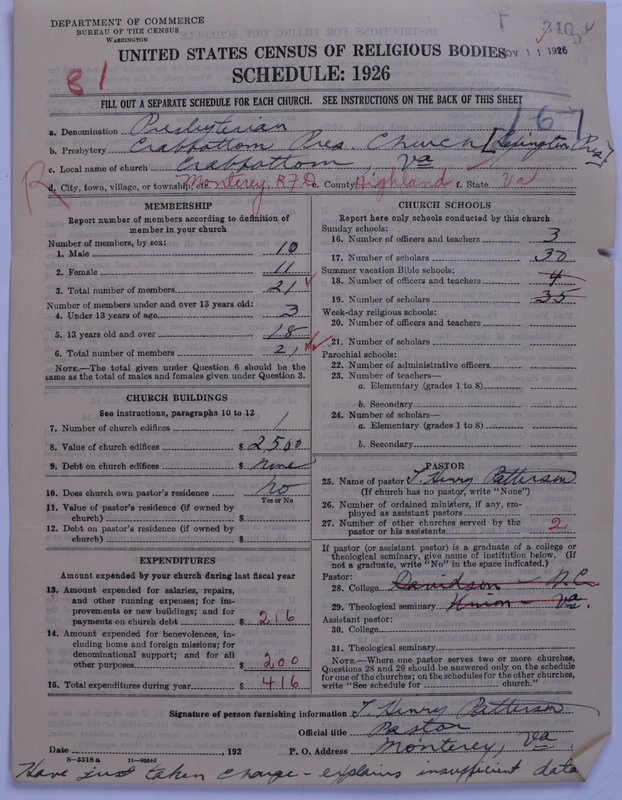 DEPARTMENT OF COMMERCE
BUREAU OF THE CENSUS
WASHINGTON
340
NOV 11 1926
UNITED STATES CENSUS OF RELIGIOUS BODIES
SCHEDULE: 1926
81
FILL OUT A SEPARATE SCHEDULE FOR EACH CHURCH. SEE INSTRUCTIONS ON THE BACK OF THIS SHEET
167
a. Denomination Presbyterian
b. Presbytery Crabbottom Pres. Church [Lexington Pres]
c. Local name of church Crabbottom, Va
R
d. City, town, village, or township, etc. Monterey, RFD e. County Highland f. State Va
MEMBERSHIP
Report number of members according to definition of
member in your church
Number of members, by sex:
1. Male 10
2. Female 11
3. Total number of members 21
Number of members under and over 13 years old:
4. Under 13 years of age 3
5. 13 years old and over 18
6. Total number of members 21
NOTE.—The total given under Question 6 should be
same as the total of males and females given under Question 3.
CHURCH BUILDINGS
See instructions, paragraphs 10 to 12
7. Number of church edifices 1
8. Value of church edifices $ 2500
9. Debt on church edifices $ none
10. Does church own pastor's residence No
Yes or No
11. Value of pastor's residence (if owned by
church) $
12. Debt on pastor's residence (if owned by
church) $
EXPENDITURES
Amount expended by your church during last fiscal year
13. Amount expended for salaries, repairs,
and other running expenses; for im-
provements or new buildings; and for
payments on church debt $ 216
14. Amount expended for benevolences, in-
cluding home and foreign missions; for
denominational support; and for all
other purposes $ 200
15. Total expenditures during year $ 416
CHURCH SCHOOLS
Report here only schools conducted by this church
Sunday schools:
16. Number of officers and teachers 3
17. Number of scholars 38
Summer vacation Bible schools:
18. Number of officers and teachers 4
19. Number of scholars 35
Week-day religious schools:
20. Number of officers and teachers
21. Number of scholars
Parochial schools:
22. Number of administrative officers
23. Number of teachers—
a. Elementary (grades 1 to 8)
b. Secondary
24. Number of scholars—
a. Elementary (grades 1 to 8)
b. Secondary
PASTOR
25. Name of pastor T. Henry Patterson
(If church has no pastor, write "None")
26. Number of ordained ministers, if any, em-
ployed as assistant pastors
27. Number of other churches served by the
pastor or his assistants 2
If pastor (or assistant pastor) is a graduate of a college or
theological seminary, give name of institution below. (If
not a graduate, write "No" in the space indicated.)
Pastor:
28. College Davidson - N.C.
29. Theological seminary Union - Va.
Assistant pastor:
30. College
31. Theological seminary
NOTE.—Where one pastor serves two or more churches,
Questions 28 and 29 should be answered only on the schedule
for one of the churches; on the schedules for the other churches,
write "See schedule for church."
Signature of person furnishing information T. Henry Patterson
Official title Pastor
Date , 192 P. O. Address Monterey, Va
8—5318 a
Have just taken charge - explains insufficient data